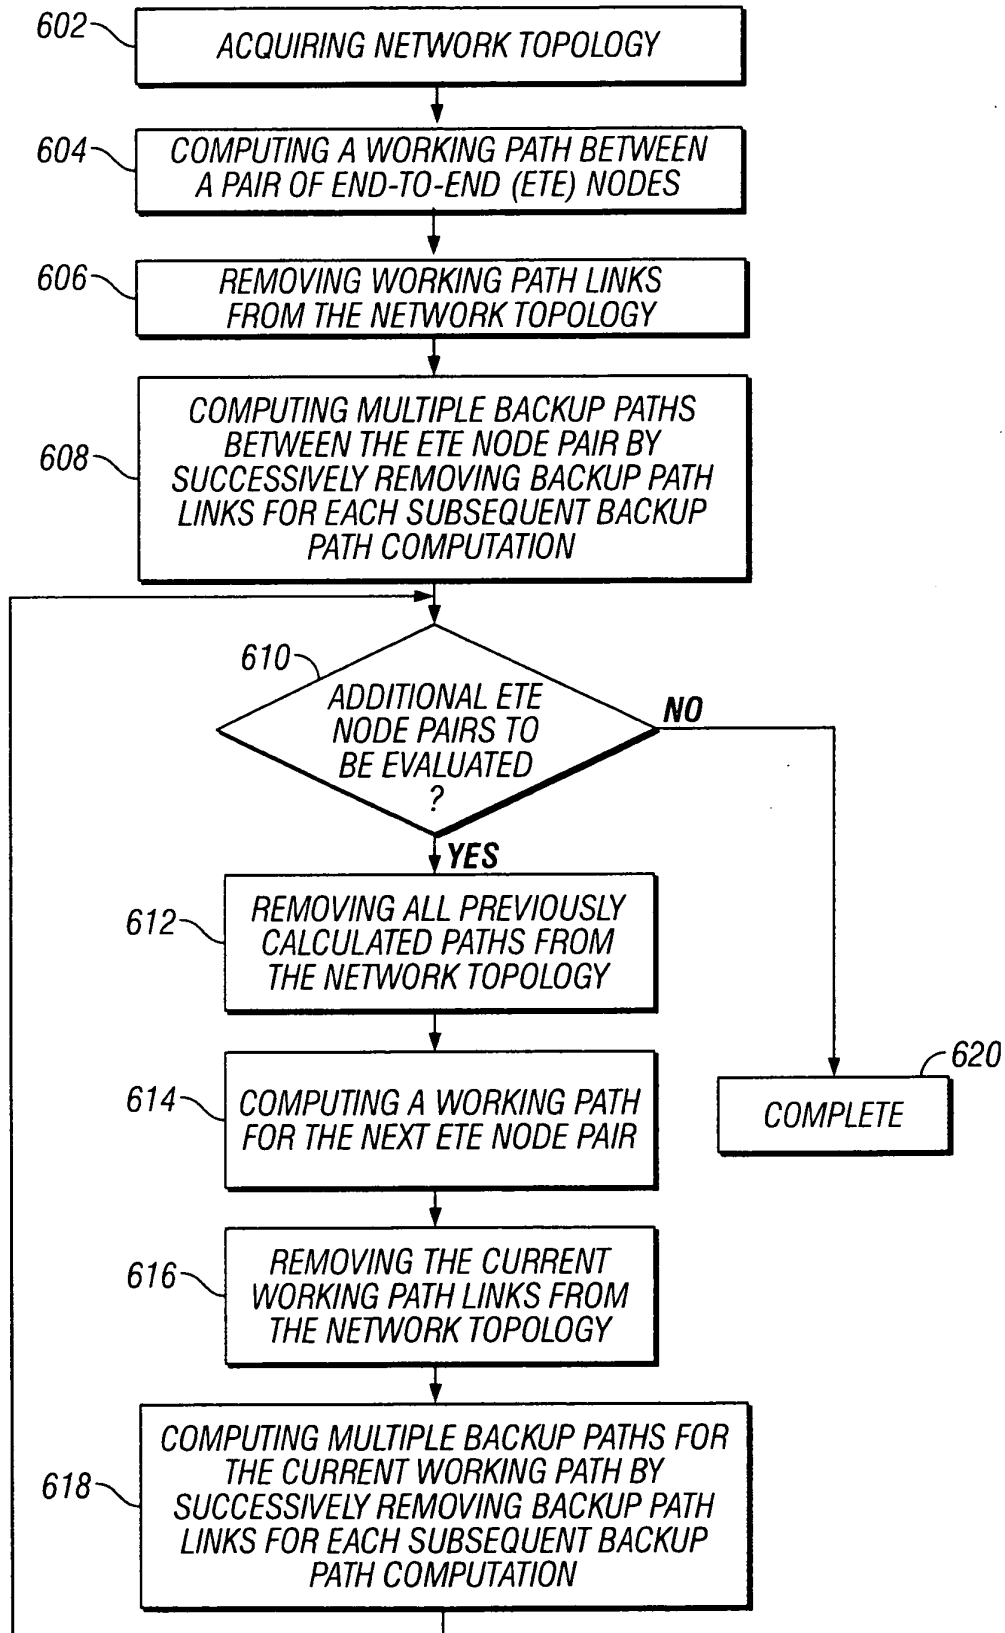 602
ACQUIRING NETWORK TOPOLOGY
604
COMPUTING A WORKING PATH BETWEEN
A PAIR OF END-TO-END (ETE) NODES
606
REMOVING WORKING PATH LINKS
FROM THE NETWORK TOPOLOGY
608
COMPUTING MULTIPLE BACKUP PATHS
BETWEEN THE ETE NODE PAIR BY
SUCCESSIVELY REMOVING BACKUP PATH
LINKS FOR EACH SUBSEQUENT BACKUP
PATH COMPUTATION
610
ADDITIONAL ETE
NODE PAIRS TO
BE EVALUATED
?
NO
YES
612
REMOVING ALL PREVIOUSLY
CALCULATED PATHS FROM
THE NETWORK TOPOLOGY
614
COMPUTING A WORKING PATH
FOR THE NEXT ETE NODE PAIR
620
COMPLETE
616
REMOVING THE CURRENT
WORKING PATH LINKS FROM
THE NETWORK TOPOLOGY
618
COMPUTING MULTIPLE BACKUP PATHS FOR
THE CURRENT WORKING PATH BY
SUCCESSIVELY REMOVING BACKUP PATH
LINKS FOR EACH SUBSEQUENT BACKUP
PATH COMPUTATION